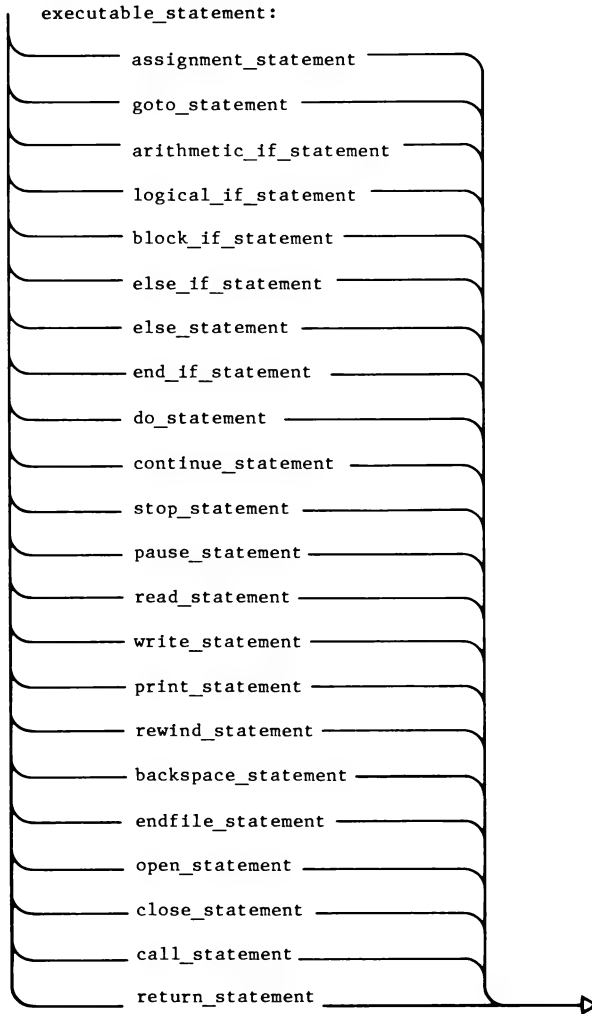 executable_statement:
assignment_statement
goto_statement
arithmetic_if_statement
logical_if_statement
block_if_statement
else_if_statement
else_statement
end_if_statement
do_statement
continue_statement
stop_statement
pause_statement
read_statement
write_statement
print_statement
rewind_statement
backspace_statement
endfile_statement
open_statement
close_statement
call_statement
return_statement